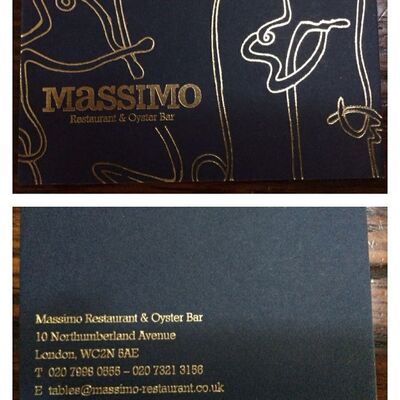 MaSSIMO
Restaurant & Oyster Bar
Massimo Restaurant & Oyster Bar
10 Northumberland Avenue
London, WC2N 5AE
T 020 7998 0555 – 020 7321 3156
E tables@massimo-restaurant.co.uk